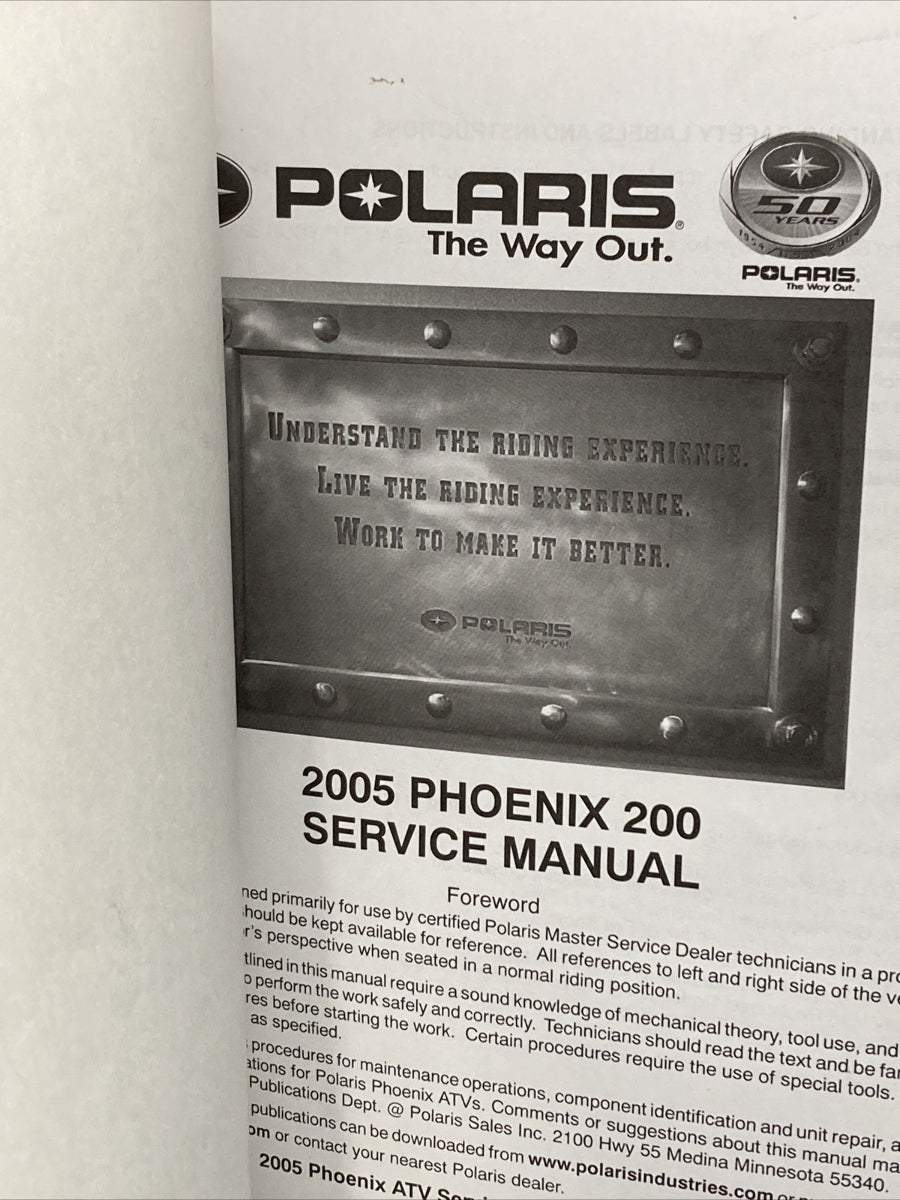 POLARIS®
The Way Out.
50
YEARS
POLARIS®
The Way Out.
UNDERSTAND THE RIDING EXPERIENCE.
LIVE THE RIDING EXPERIENCE.
WORK TO MAKE IT BETTER.
POLARIS
The Way Out.
2005 PHOENIX 200
SERVICE MANUAL
Foreword
ned primarily for use by certified Polaris Master Service Dealer technicians in a pro
hould be kept available for reference. All references to left and right side of the ve
r's perspective when seated in a normal riding position.
tlined in this manual require a sound knowledge of mechanical theory, tool use, and
o perform the work safely and correctly. Technicians should read the text and be fam
res before starting the work. Certain procedures require the use of special tools.
as specified.
procedures for maintenance operations, component identification and unit repair, a
ations for Polaris Phoenix ATVs. Comments or suggestions about this manual ma
Publications Dept. @ Polaris Sales Inc. 2100 Hwy 55 Medina Minnesota 55340.
publications can be downloaded from www.polarisindustries.com or
om or contact your nearest Polaris dealer.
2005 Phoenix ATV